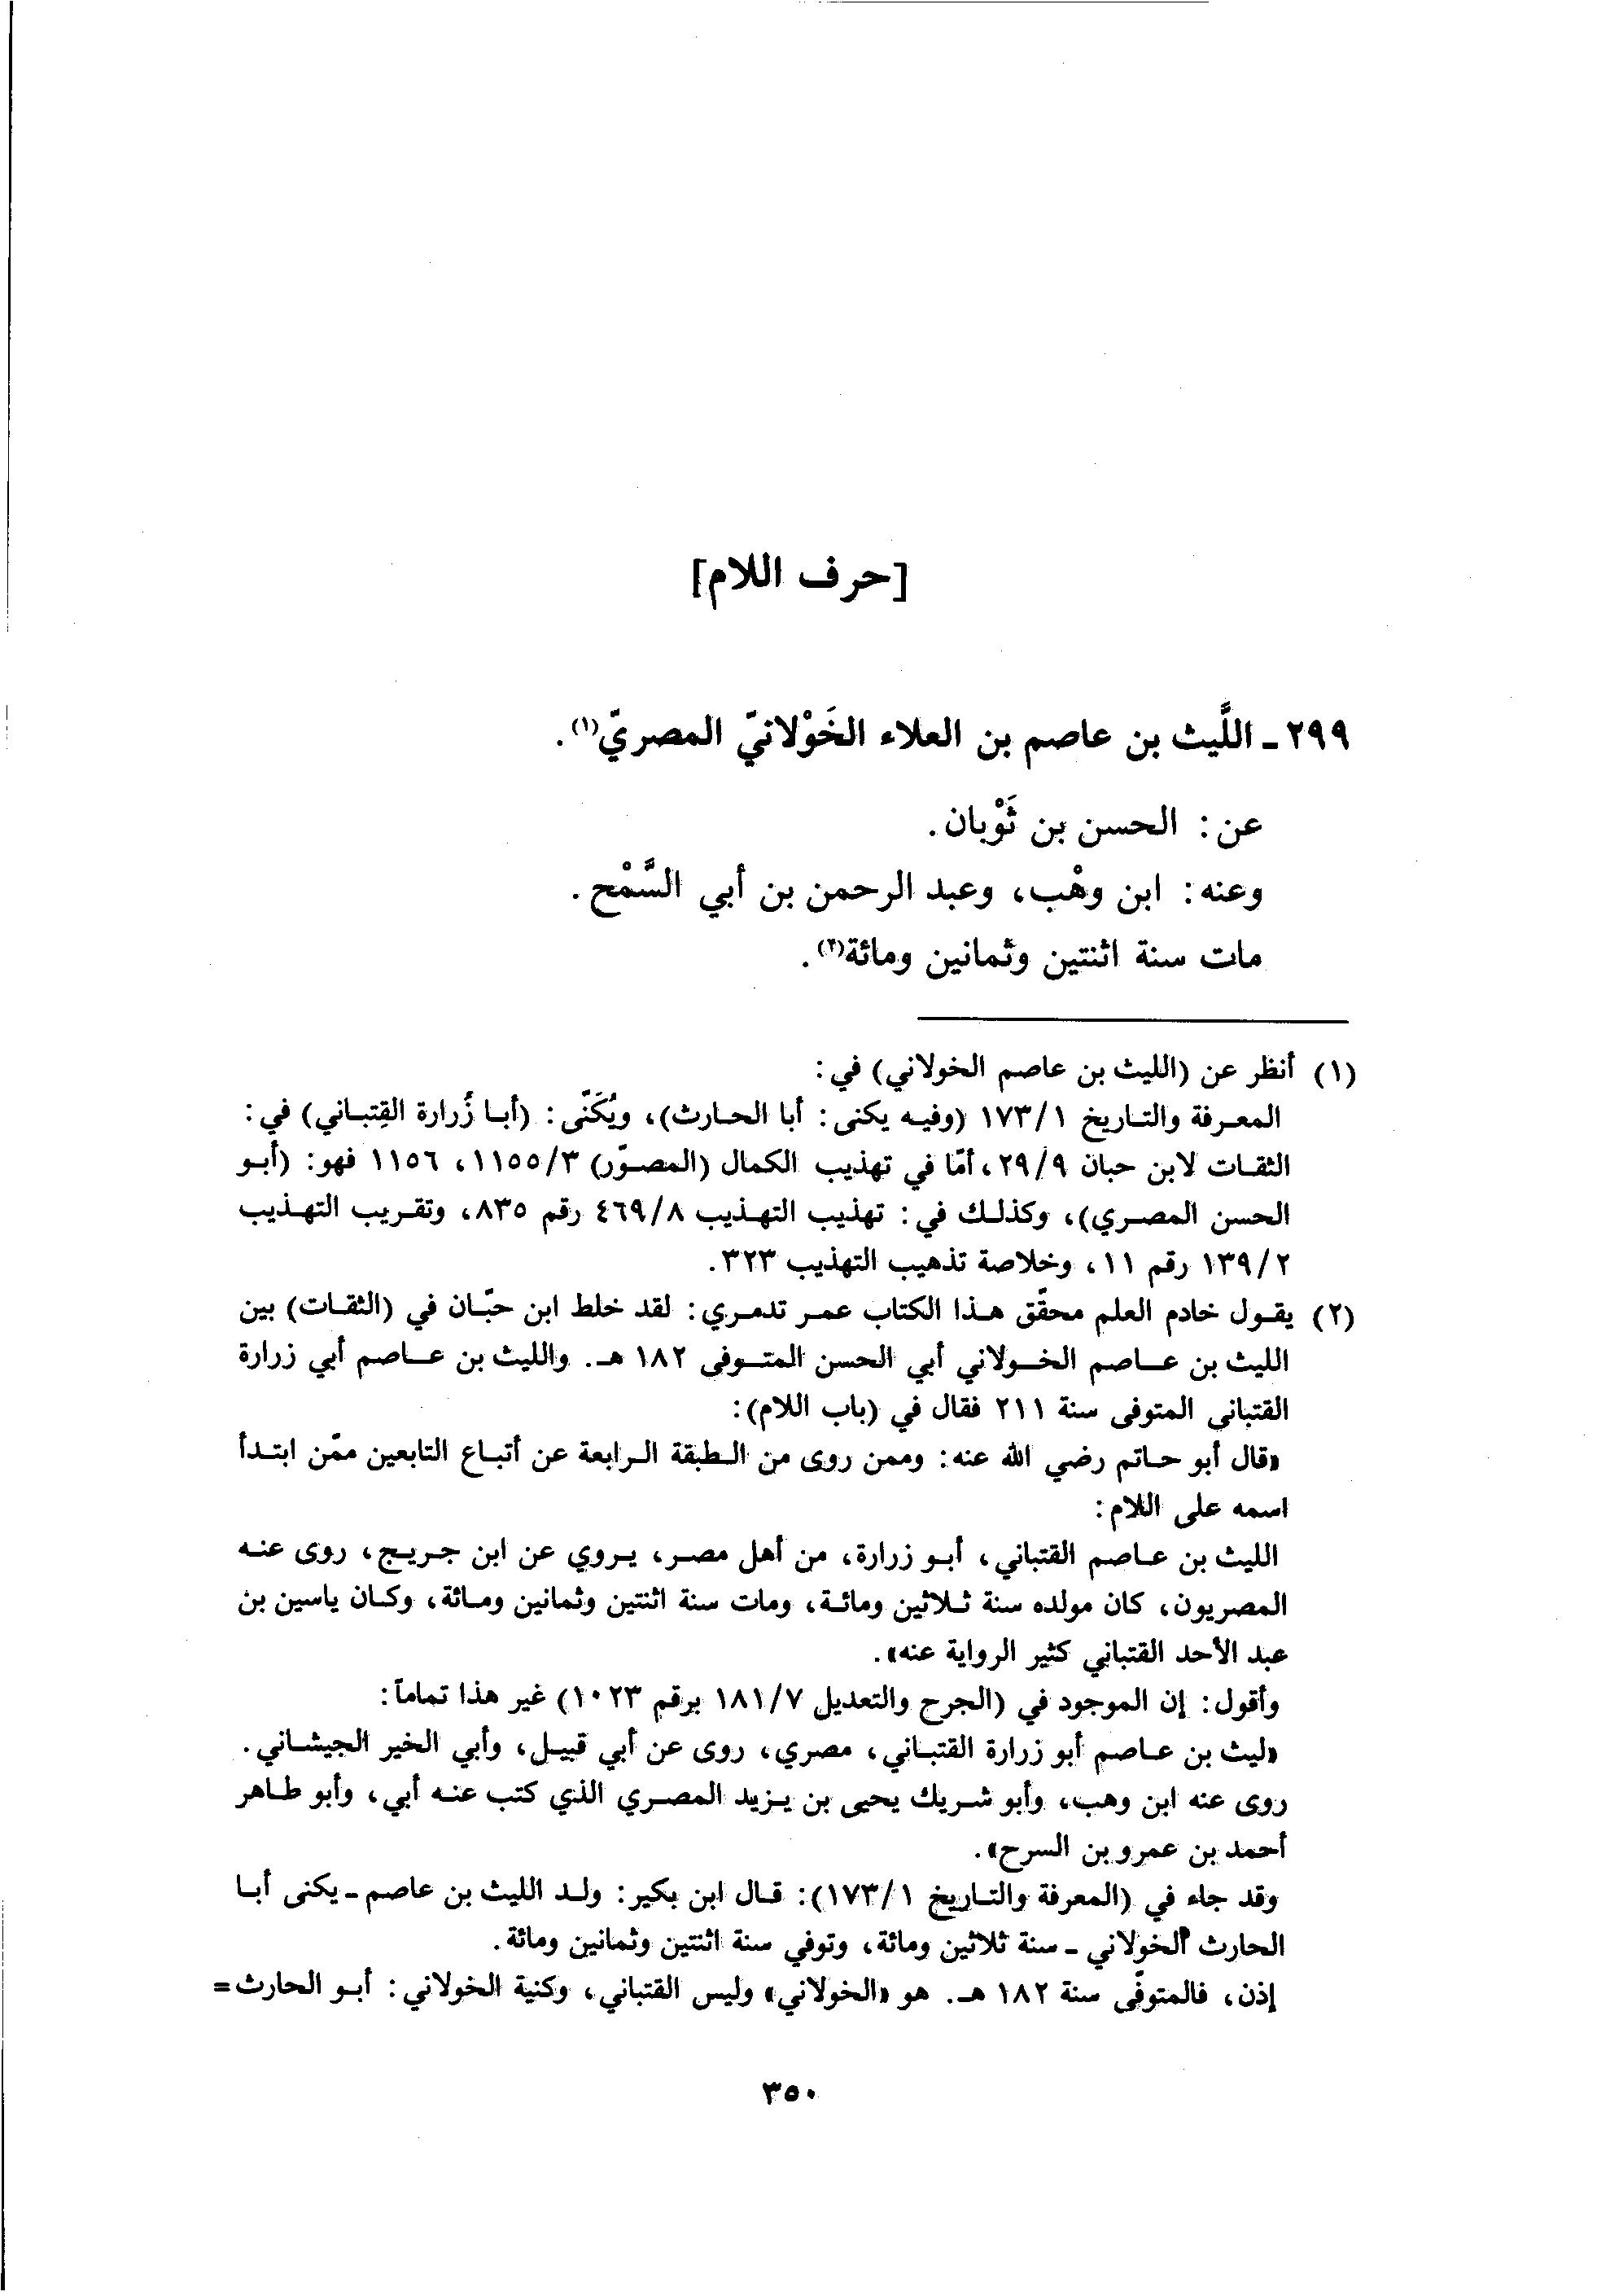 [حرف اللام]
٢٩٩ ـ اللَّيث بن عاصم بن العلاء الخَوْلانيّ المصريّ(١).
عن: الحسن بن ثَوْبان.
وعنه: ابن وهْب، وعبد الرحمن بن أبي السَّمْح.
مات سنة اثنتين وثمانين ومائة(٢).
(١) أنظر عن (الليث بن عاصم الخولاني) في:
المعرفة والتاريخ ١/١٧٣ (وفيه يكنى: أبا الحارث)، ويُكَنَّى: (أبا زُرارة القِتباني) في:
الثقات لابن حبان ٢٩/٩، أمّا في تهذيب الكمال (المصوّر) ١١٥٥/٣، ١١٥٦ فهو: (أبو
الحسن المصري)، وكذلك في: تهذيب التهذيب ٤٦٩/٨ رقم ٨٣٥، وتقريب التهذيب
١٣٩/٢ رقم ١١، وخلاصة تذهيب التهذيب ٣٢٣.
(٢) يقول خادم العلم محقّق هذا الكتاب عمر تدمري: لقد خلط ابن حبّان في (الثقات) بين
الليث بن عاصم الخولاني أبي الحسن المتوفى ١٨٢ هـ. والليث بن عاصم أبي زرارة
القتباني المتوفى سنة ٢١١ فقال في (باب اللام):
«قال أبو حاتم رضي الله عنه: وممن روى من الطبقة الرابعة عن أتباع التابعين ممّن ابتدأ
اسمه على اللام:
الليث بن عاصم القتباني، أبو زرارة، من أهل مصر، يروي عن ابن جريج، روى عنه
المصريون، كان مولده سنة ثلاثين ومائة، ومات سنة اثنتين وثمانين ومائة، وكان ياسين بن
عبد الأحد القتباني كثير الرواية عنه».
وأقول: إن الموجود في (الجرح والتعديل ١٨١/٧ برقم ١٠٢٣) غير هذا تماماً:
«ليث بن عاصم أبو زرارة القتباني، مصري، روى عن أبي قبيل، وأبي الخير الجيشاني.
روى عنه ابن وهب، وأبو شريك يحيى بن يزيد المصري الذي كتب عنه أبي، وأبو طاهر
أحمد بن عمرو بن السرح».
وقد جاء في (المعرفة والتاريخ ١/١٧٣): قال ابن بكير: ولد الليث بن عاصم ـ يكنى أبا
الحارث الخولاني ـ سنة ثلاثين ومائة، وتوفي سنة اثنتين وثمانين ومائة.
إذن، فالمتوفّى سنة ١٨٢ هـ. هو «الخولاني» وليس القتباني، وكنية الخولاني: أبو الحارث=
٣٥٠